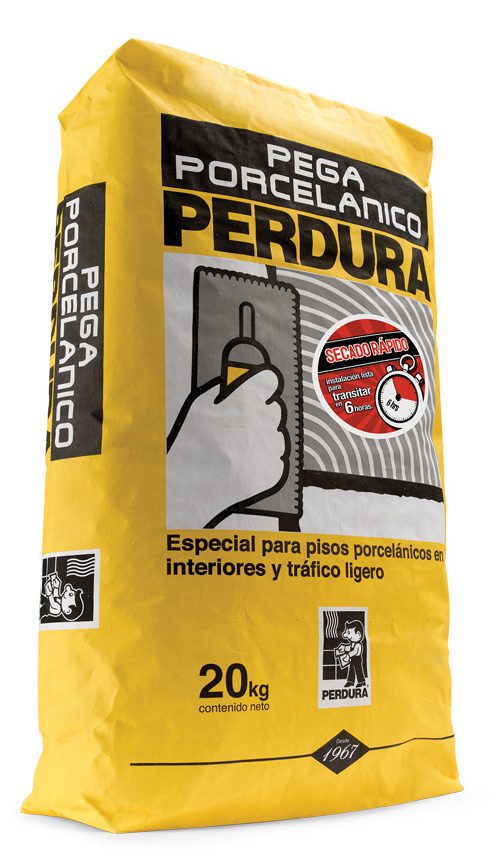 PEGA
PORCELANICO
PERDURA
SECADO RÁPIDO
instalación lista
para
transitar
en 6 horas.
6 hrs
Especial para pisos porcelánicos en
interiores y tráfico ligero
20kg
contenido neto
PERDURA
Desde
1967
PEGA
PORCELANICO
PERDURA